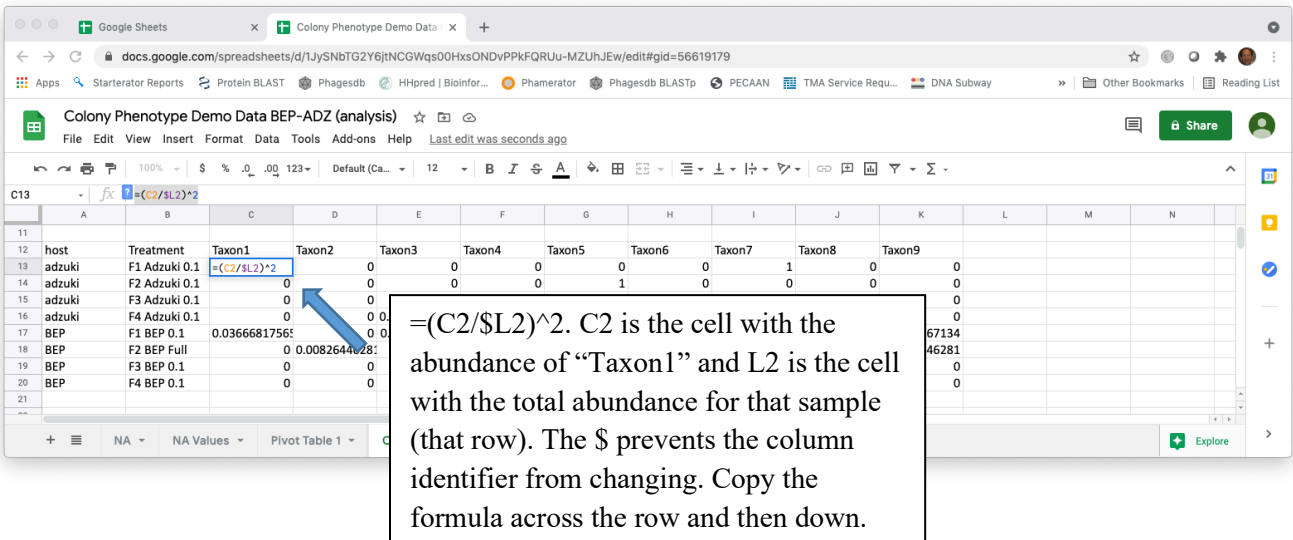 Google Sheets × Colony Phenotype Demo Data × +
docs.google.com/spreadsheets/d/1JySNbTG2Y6jtNCGWqs00HxsONDvPPkFQRUu-MZUhJEw/edit#gid=56619179
Apps Starterator Reports Protein BLAST Phagesdb HHpred | Bioinfor... Phamerator Phagesdb BLASTp PECAAN TMA Service Requ... DNA Subway » Other Bookmarks Reading List
Colony Phenotype Demo Data BEP-ADZ (analysis)
Share
File Edit View Insert Format Data Tools Add-ons Help Last edit was seconds ago
100% $ % .0 .00 123 Default (Ca... 12 B I S A Σ
31
C13 fx ? =(C2/$L2)^2
A B C D E F G H I J K L M N
11
12 host Treatment Taxon1 Taxon2 Taxon3 Taxon4 Taxon5 Taxon6 Taxon7 Taxon8 Taxon9
13 adzuki F1 Adzuki 0.1 =(C2/$L2)^2 0 0 0 0 0 1 0 0
14 adzuki F2 Adzuki 0.1 0 0 0 0 1 0 0 0 0
15 adzuki F3 Adzuki 0.1 0 0 0
16 adzuki F4 Adzuki 0.1 0 0 0. 0
17 BEP F1 BEP 0.1 0.03666817565 0 0. 67134
18 BEP F2 BEP Full 0 0.00826446281 46281
19 BEP F3 BEP 0.1 0 0 0
20 BEP F4 BEP 0.1 0 0 0
21
+ NA NA Values Pivot Table 1 C Explore
=(C2/$L2)^2. C2 is the cell with the
abundance of “Taxon1” and L2 is the cell
with the total abundance for that sample
(that row). The $ prevents the column
identifier from changing. Copy the
formula across the row and then down.